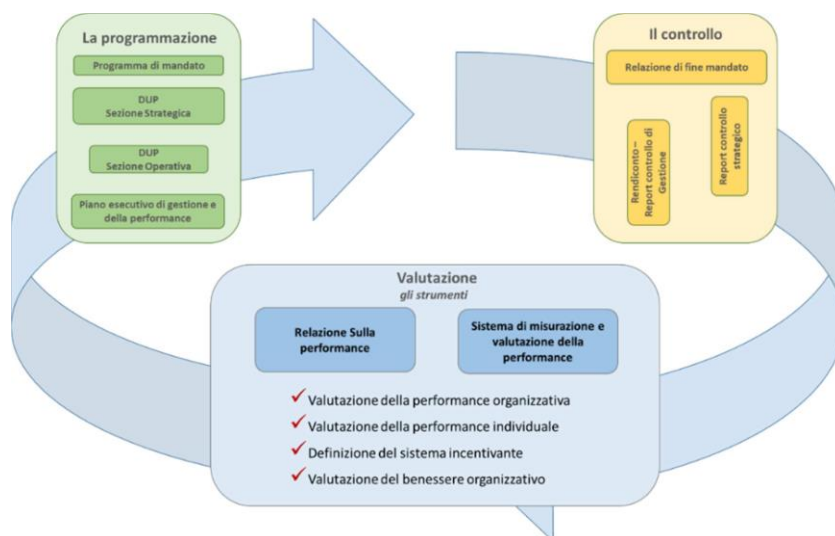 La programmazione
Programma di mandato
DUP
Sezione Strategica
DUP
Sezione Operativa
Piano esecutivo di gestione e
della performance
Il controllo
Relazione di fine mandato
Rendiconto –
Report controllo di
Gestione
Report controllo
strategico
Valutazione
gli strumenti
Relazione Sulla
performance
Sistema di misurazione e
valutazione della
performance
Valutazione della performance organizzativa
Valutazione della performance individuale
Definizione del sistema incentivante
Valutazione del benessere organizzativo